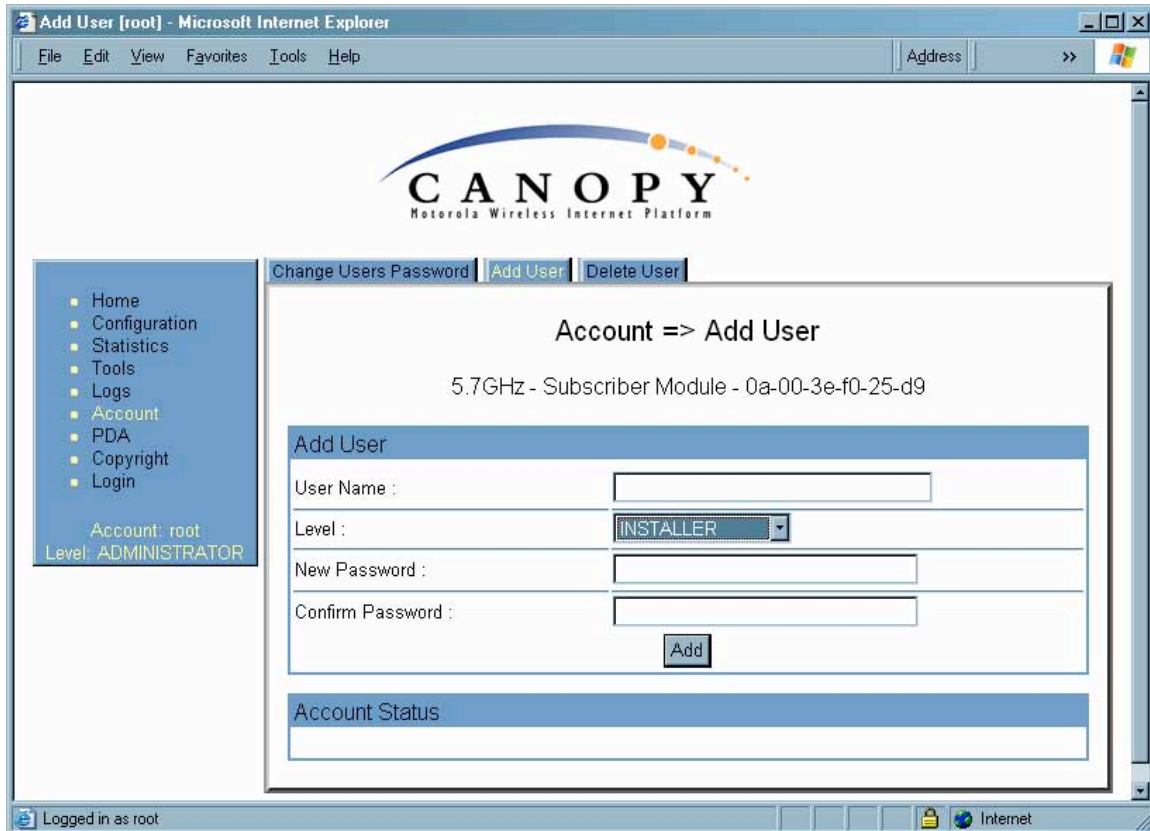 Add User [root] - Microsoft Internet Explorer
File Edit View Favorites Tools Help Address »
CANOPY
Motorola Wireless Internet Platform
Change Users Password Add User Delete User
Home
Configuration
Statistics
Tools
Logs
Account
PDA
Copyright
Login
Account: root
Level: ADMINISTRATOR
Account => Add User
5.7GHz - Subscriber Module - 0a-00-3e-f0-25-d9
Add User
User Name :
Level : INSTALLER
New Password :
Confirm Password :
Add
Account Status
Logged in as root Internet